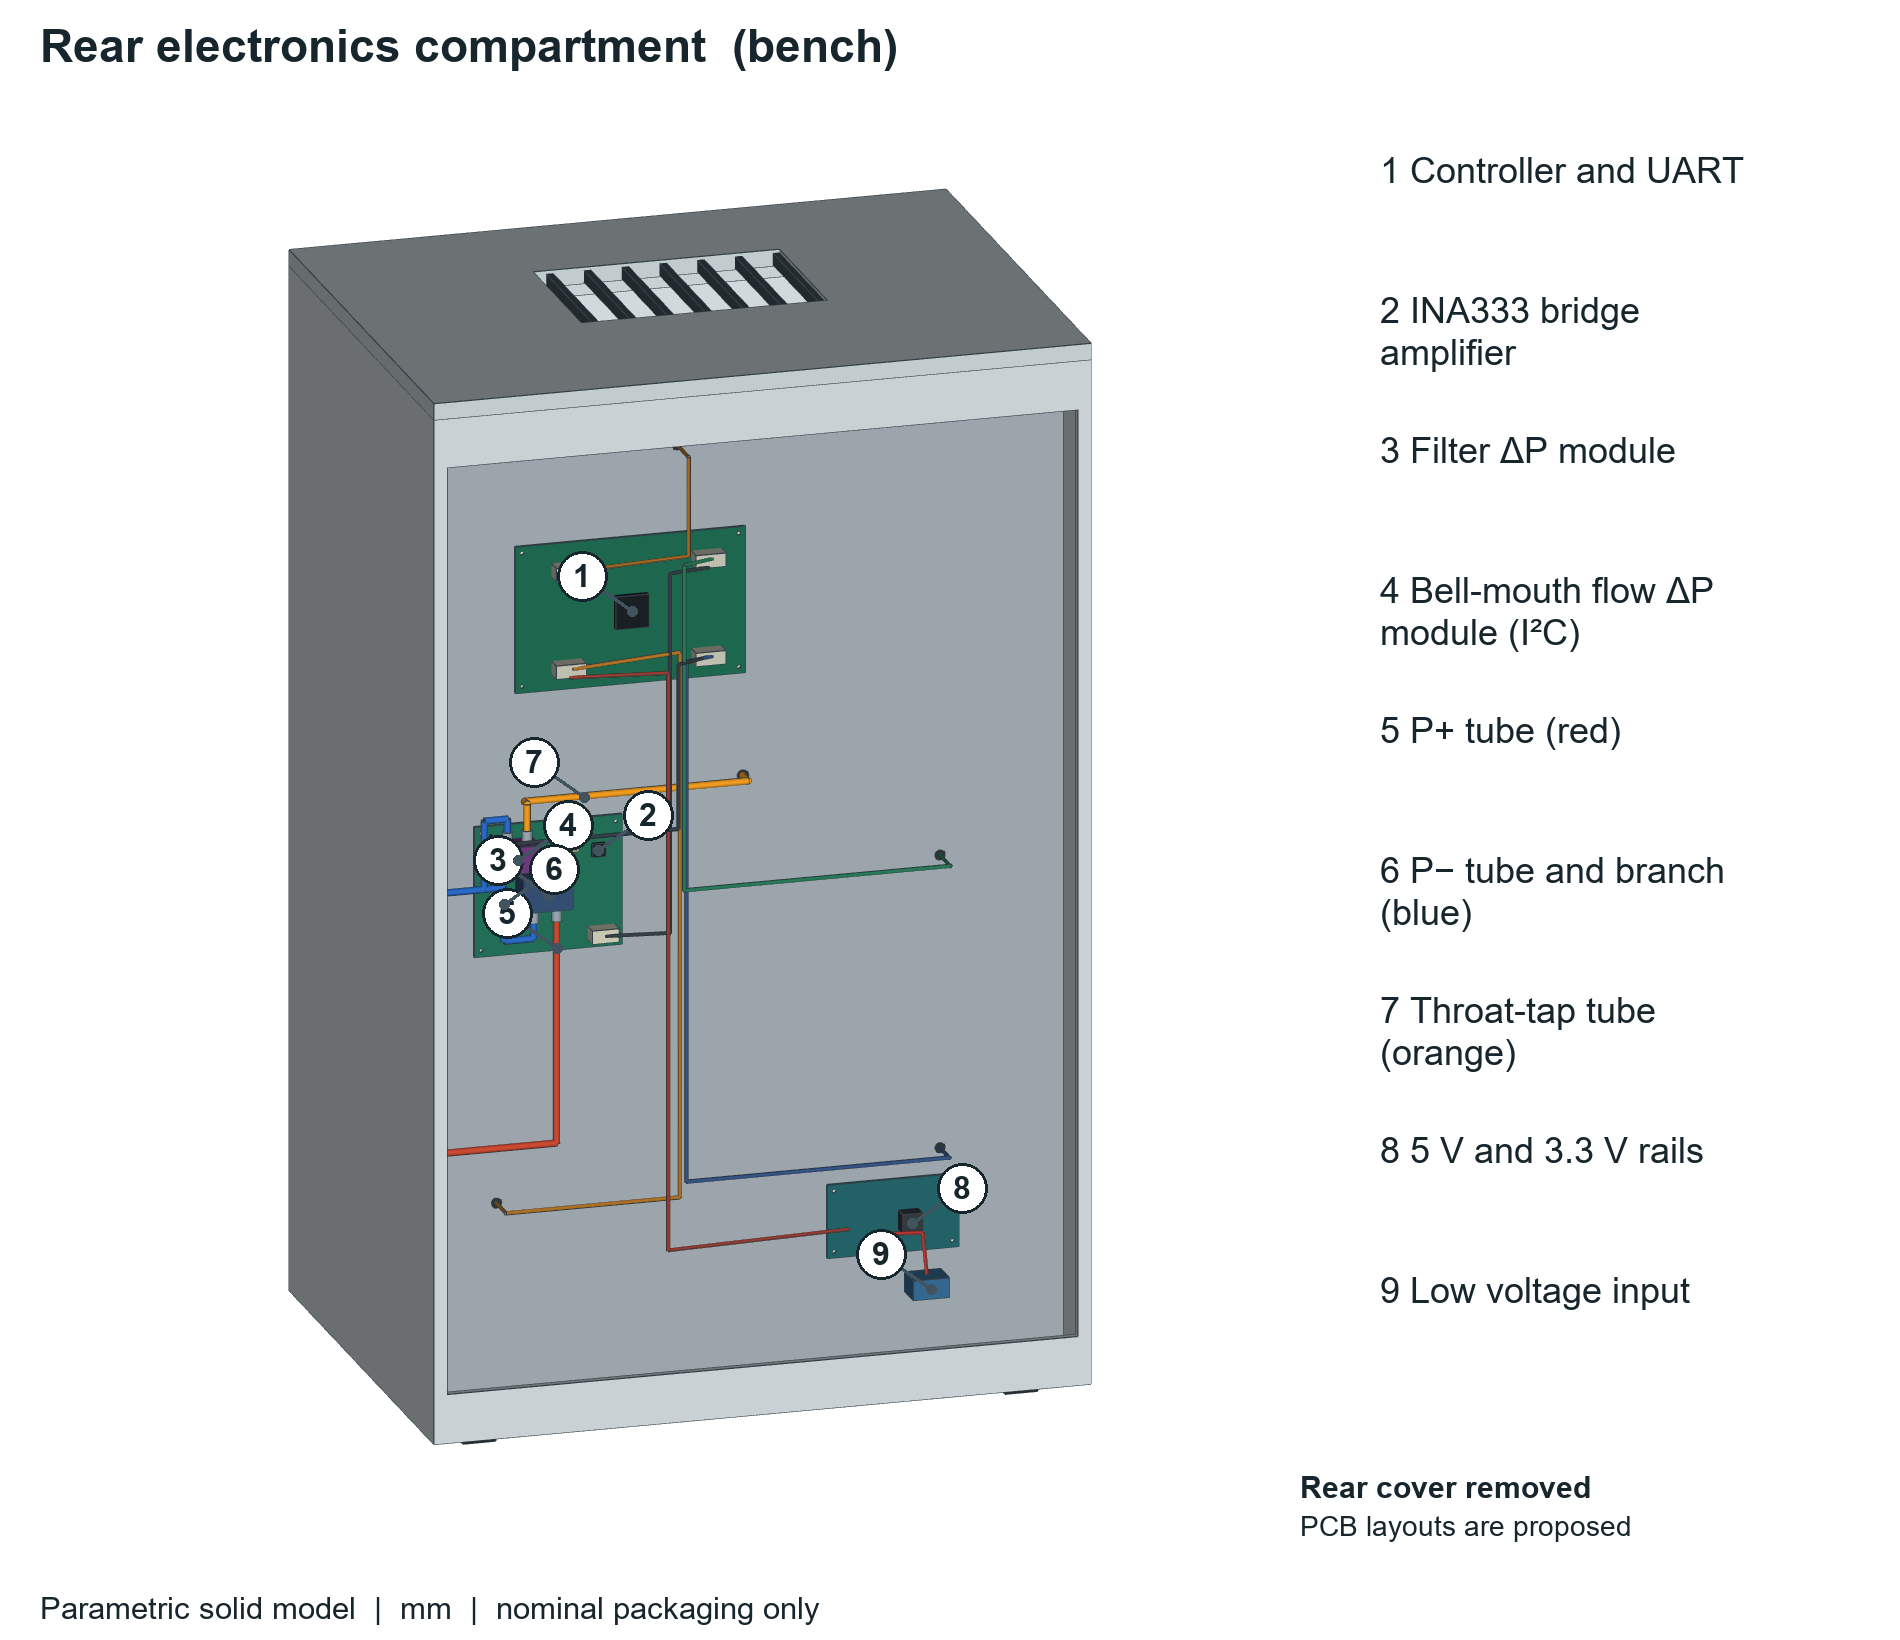 Rear electronics compartment (bench)
1 Controller and UART
2 INA333 bridge
amplifier
3 Filter ΔP module
4 Bell-mouth flow ΔP
module (I²C)
5 P+ tube (red)
6 P− tube and branch
(blue)
7 Throat-tap tube
(orange)
8 5 V and 3.3 V rails
9 Low voltage input
1
7
4
2
3
6
5
8
9
Rear cover removed
PCB layouts are proposed
Parametric solid model | mm | nominal packaging only